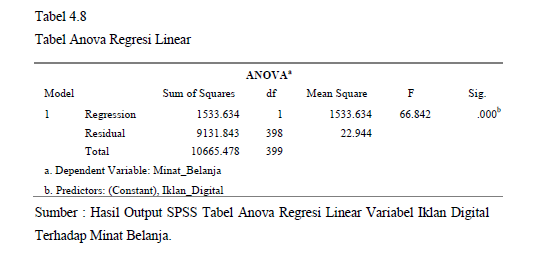 Tabel 4.8
Tabel Anova Regresi Linear
ANOVAᵃ
Model Sum of Squares df Mean Square F Sig.
1 Regression 1533.634 1 1533.634 66.842 .000ᵇ
Residual 9131.843 398 22.944
Total 10665.478 399
a. Dependent Variable: Minat_Belanja
b. Predictors: (Constant), Iklan_Digital
Sumber : Hasil Output SPSS Tabel Anova Regresi Linear Variabel Iklan Digital
Terhadap Minat Belanja.